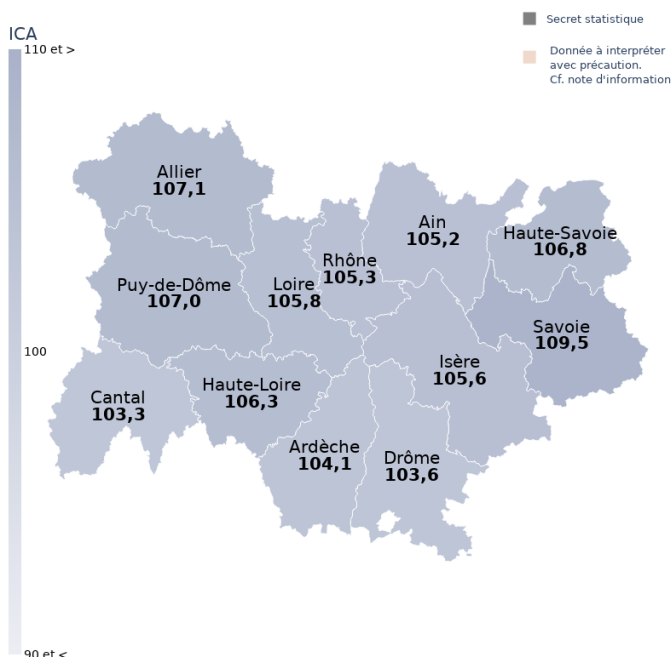 Secret statistique
Donnée à interpréter
avec précaution.
Cf. note d'information
ICA
110 et >
100
90 et <
Allier
107,1
Ain
105,2
Haute-Savoie
106,8
Rhône
105,3
Puy-de-Dôme
107,0
Loire
105,8
Savoie
109,5
Isère
105,6
Haute-Loire
106,3
Cantal
103,3
Ardèche
104,1
Drôme
103,6